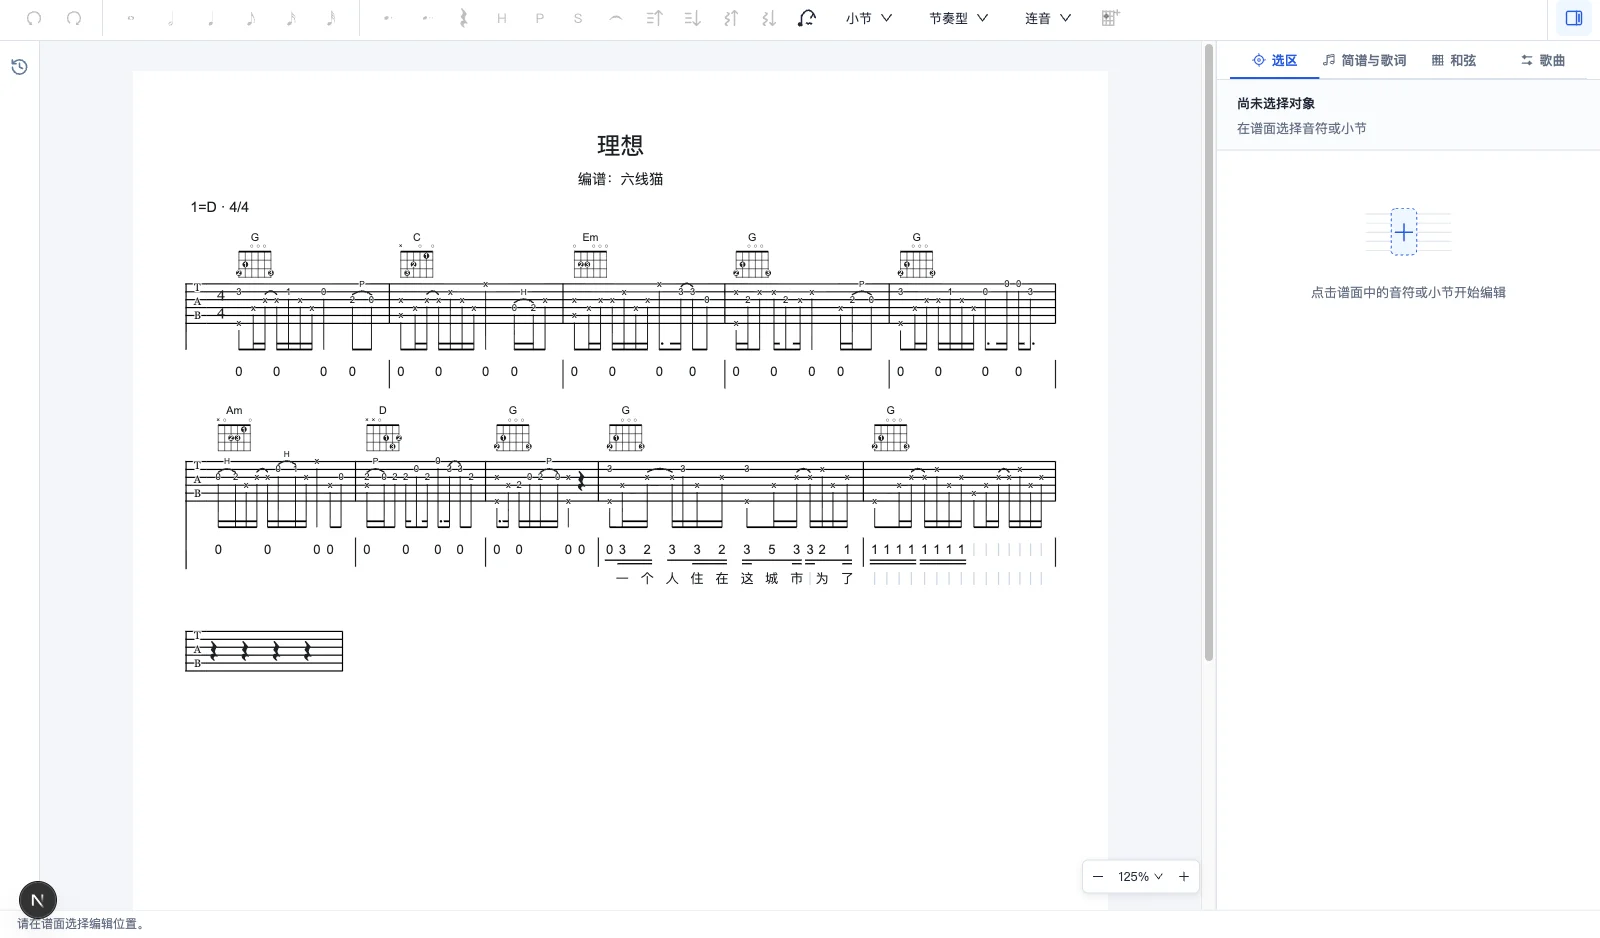 H P S 小节 节奏型 连音
选区 简谱与歌词 和弦 歌曲
尚未选择对象
在谱面选择音符或小节
点击谱面中的音符或小节开始编辑
理想
编谱：六线猫
1=D · 4/4
G C Em G G
T A B 4 4
P H P
0 0 0 0 0 0 0 0 0 0 0 0 0 0 0 0 0 0 0 0
Am D G G G
H H P P
T A B
0 0 0 0 0 0 0 0 0 0 0 0 0 3 2 3 3 2 3 5 3 3 2 1 1 1 1 1 1 1 1 1
一 个 人 住 在 这 城 市 为 了
T A B
125%
N
请在谱面选择编辑位置。